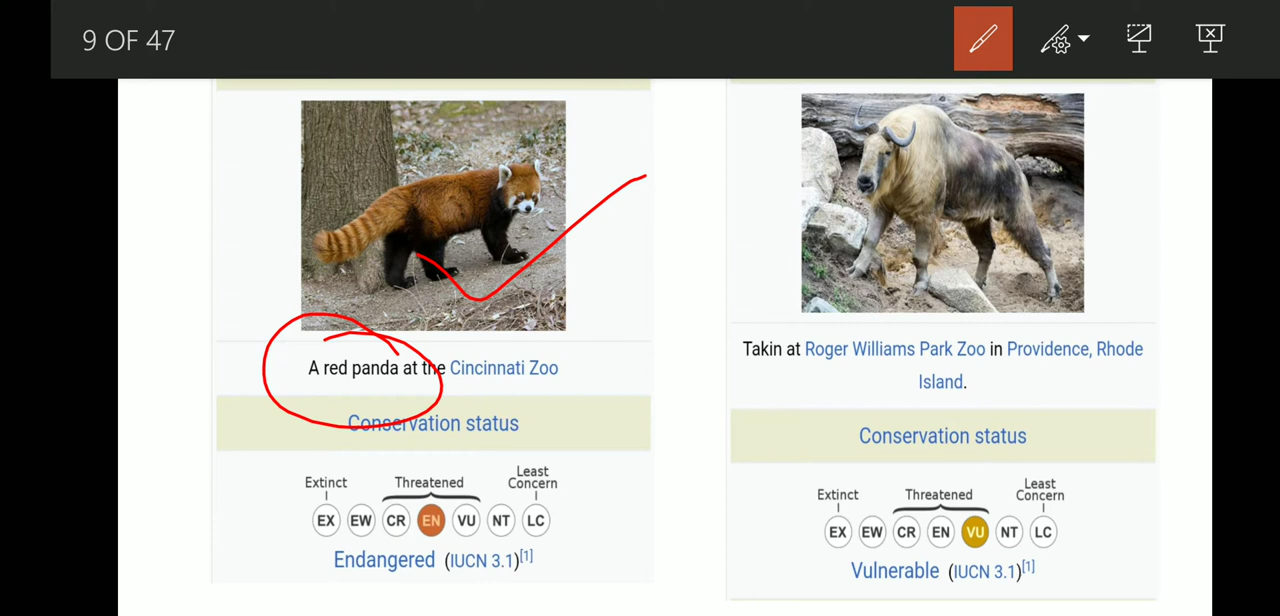 9 OF 47
A red panda at the Cincinnati Zoo
Conservation status
Extinct
Threatened
Least
Concern
EX EW CR EN VU NT LC
Endangered (IUCN 3.1)[1]
Takin at Roger Williams Park Zoo in Providence, Rhode
Island.
Conservation status
Extinct
Threatened
Least
Concern
EX EW CR EN VU NT LC
Vulnerable (IUCN 3.1)[1]